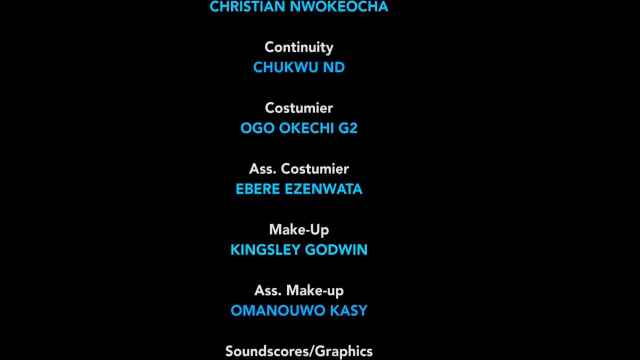 CHRISTIAN NWOKEOCHA
Continuity
CHUKWU ND
Costumier
OGO OKECHI G2
Ass. Costumier
EBERE EZENWATA
Make-Up
KINGSLEY GODWIN
Ass. Make-up
OMANOUWO KASY
Soundscores/Graphics